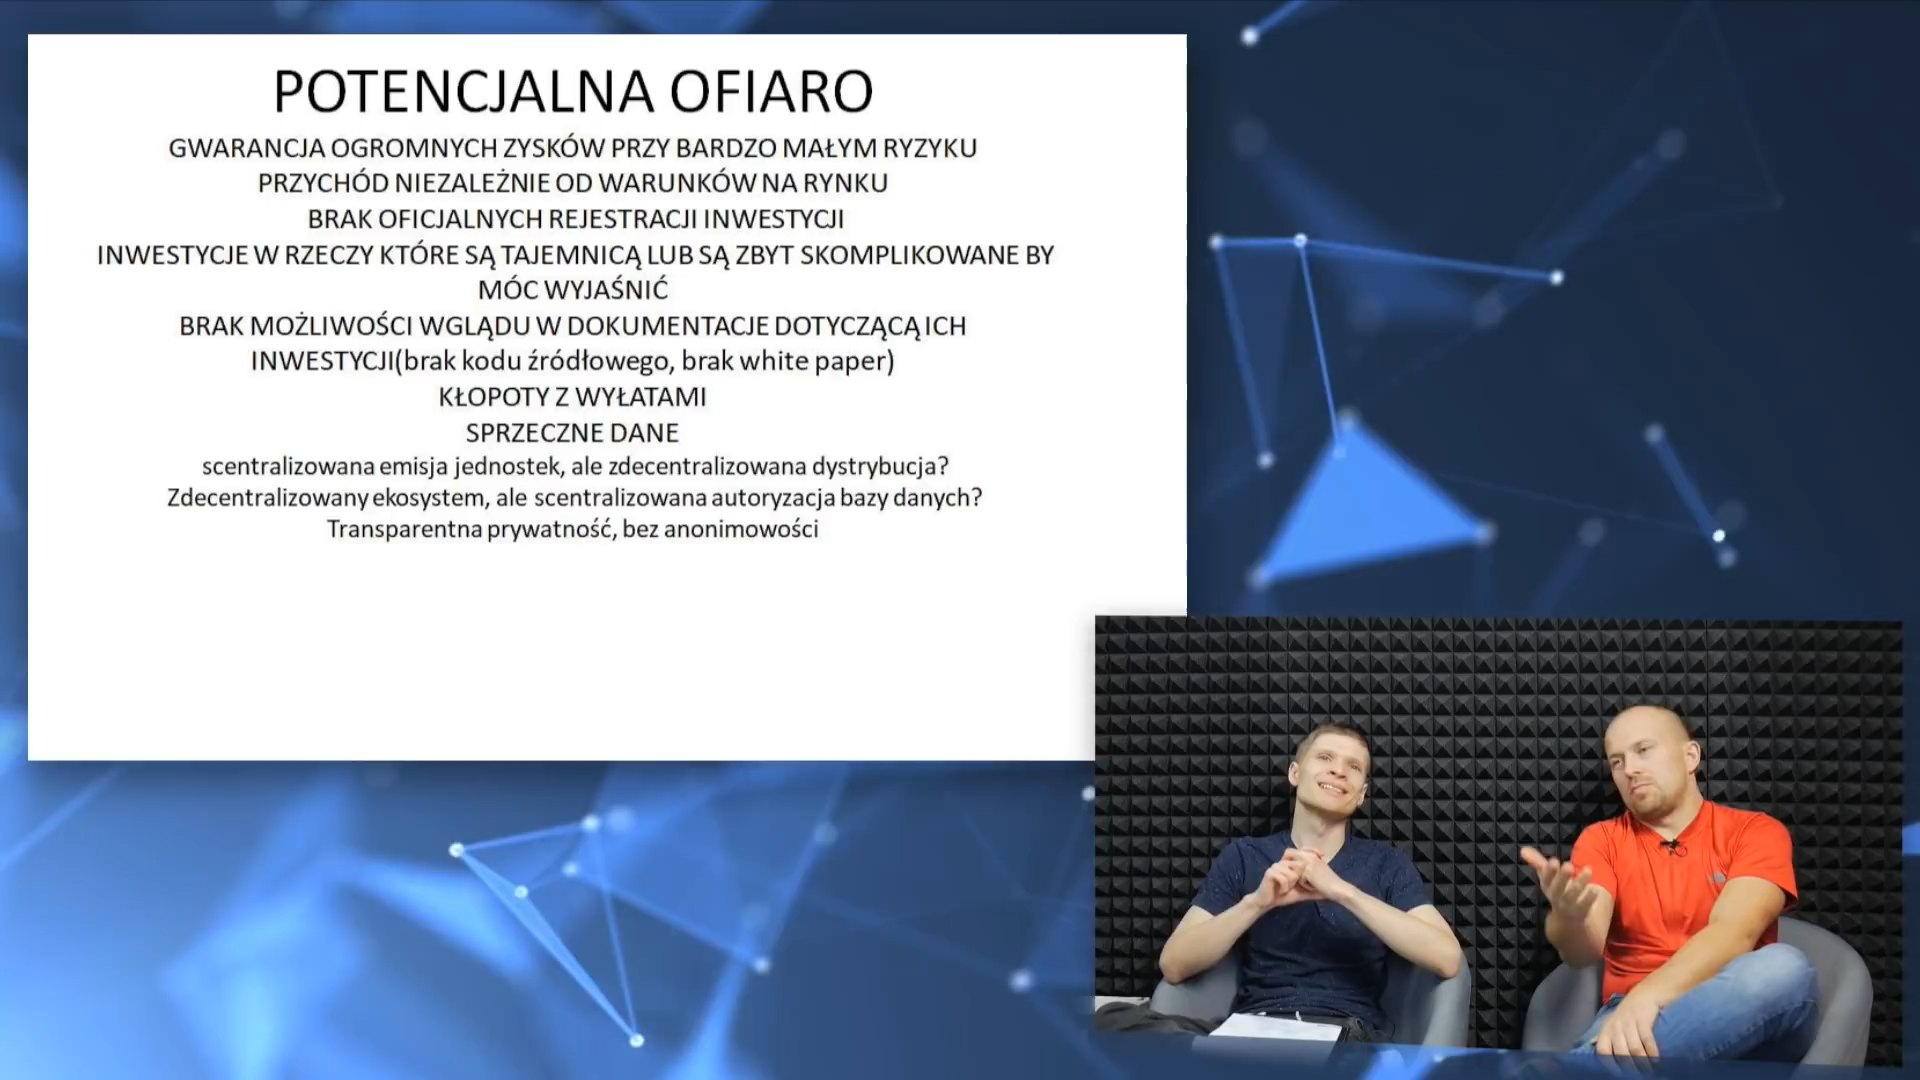 POTENCJALNA OFIARO
GWARANCJA OGROMNYCH ZYSKÓW PRZY BARDZO MAŁYM RYZYKU
PRZYCHÓD NIEZALEŻNIE OD WARUNKÓW NA RYNKU
BRAK OFICJALNYCH REJESTRACJI INWESTYCJI
INWESTYCJE W RZECZY KTÓRE SĄ TAJEMNICĄ LUB SĄ ZBYT SKOMPLIKOWANE BY
MÓC WYJAŚNIĆ
BRAK MOŻLIWOŚCI WGLĄDU W DOKUMENTACJE DOTYCZĄCĄ ICH
INWESTYCJI(brak kodu źródłowego, brak white paper)
KŁOPOTY Z WYŁATAMI
SPRZECZNE DANE
scentralizowana emisja jednostek, ale zdecentralizowana dystrybucja?
Zdecentralizowany ekosystem, ale scentralizowana autoryzacja bazy danych?
Transparentna prywatność, bez anonimowości